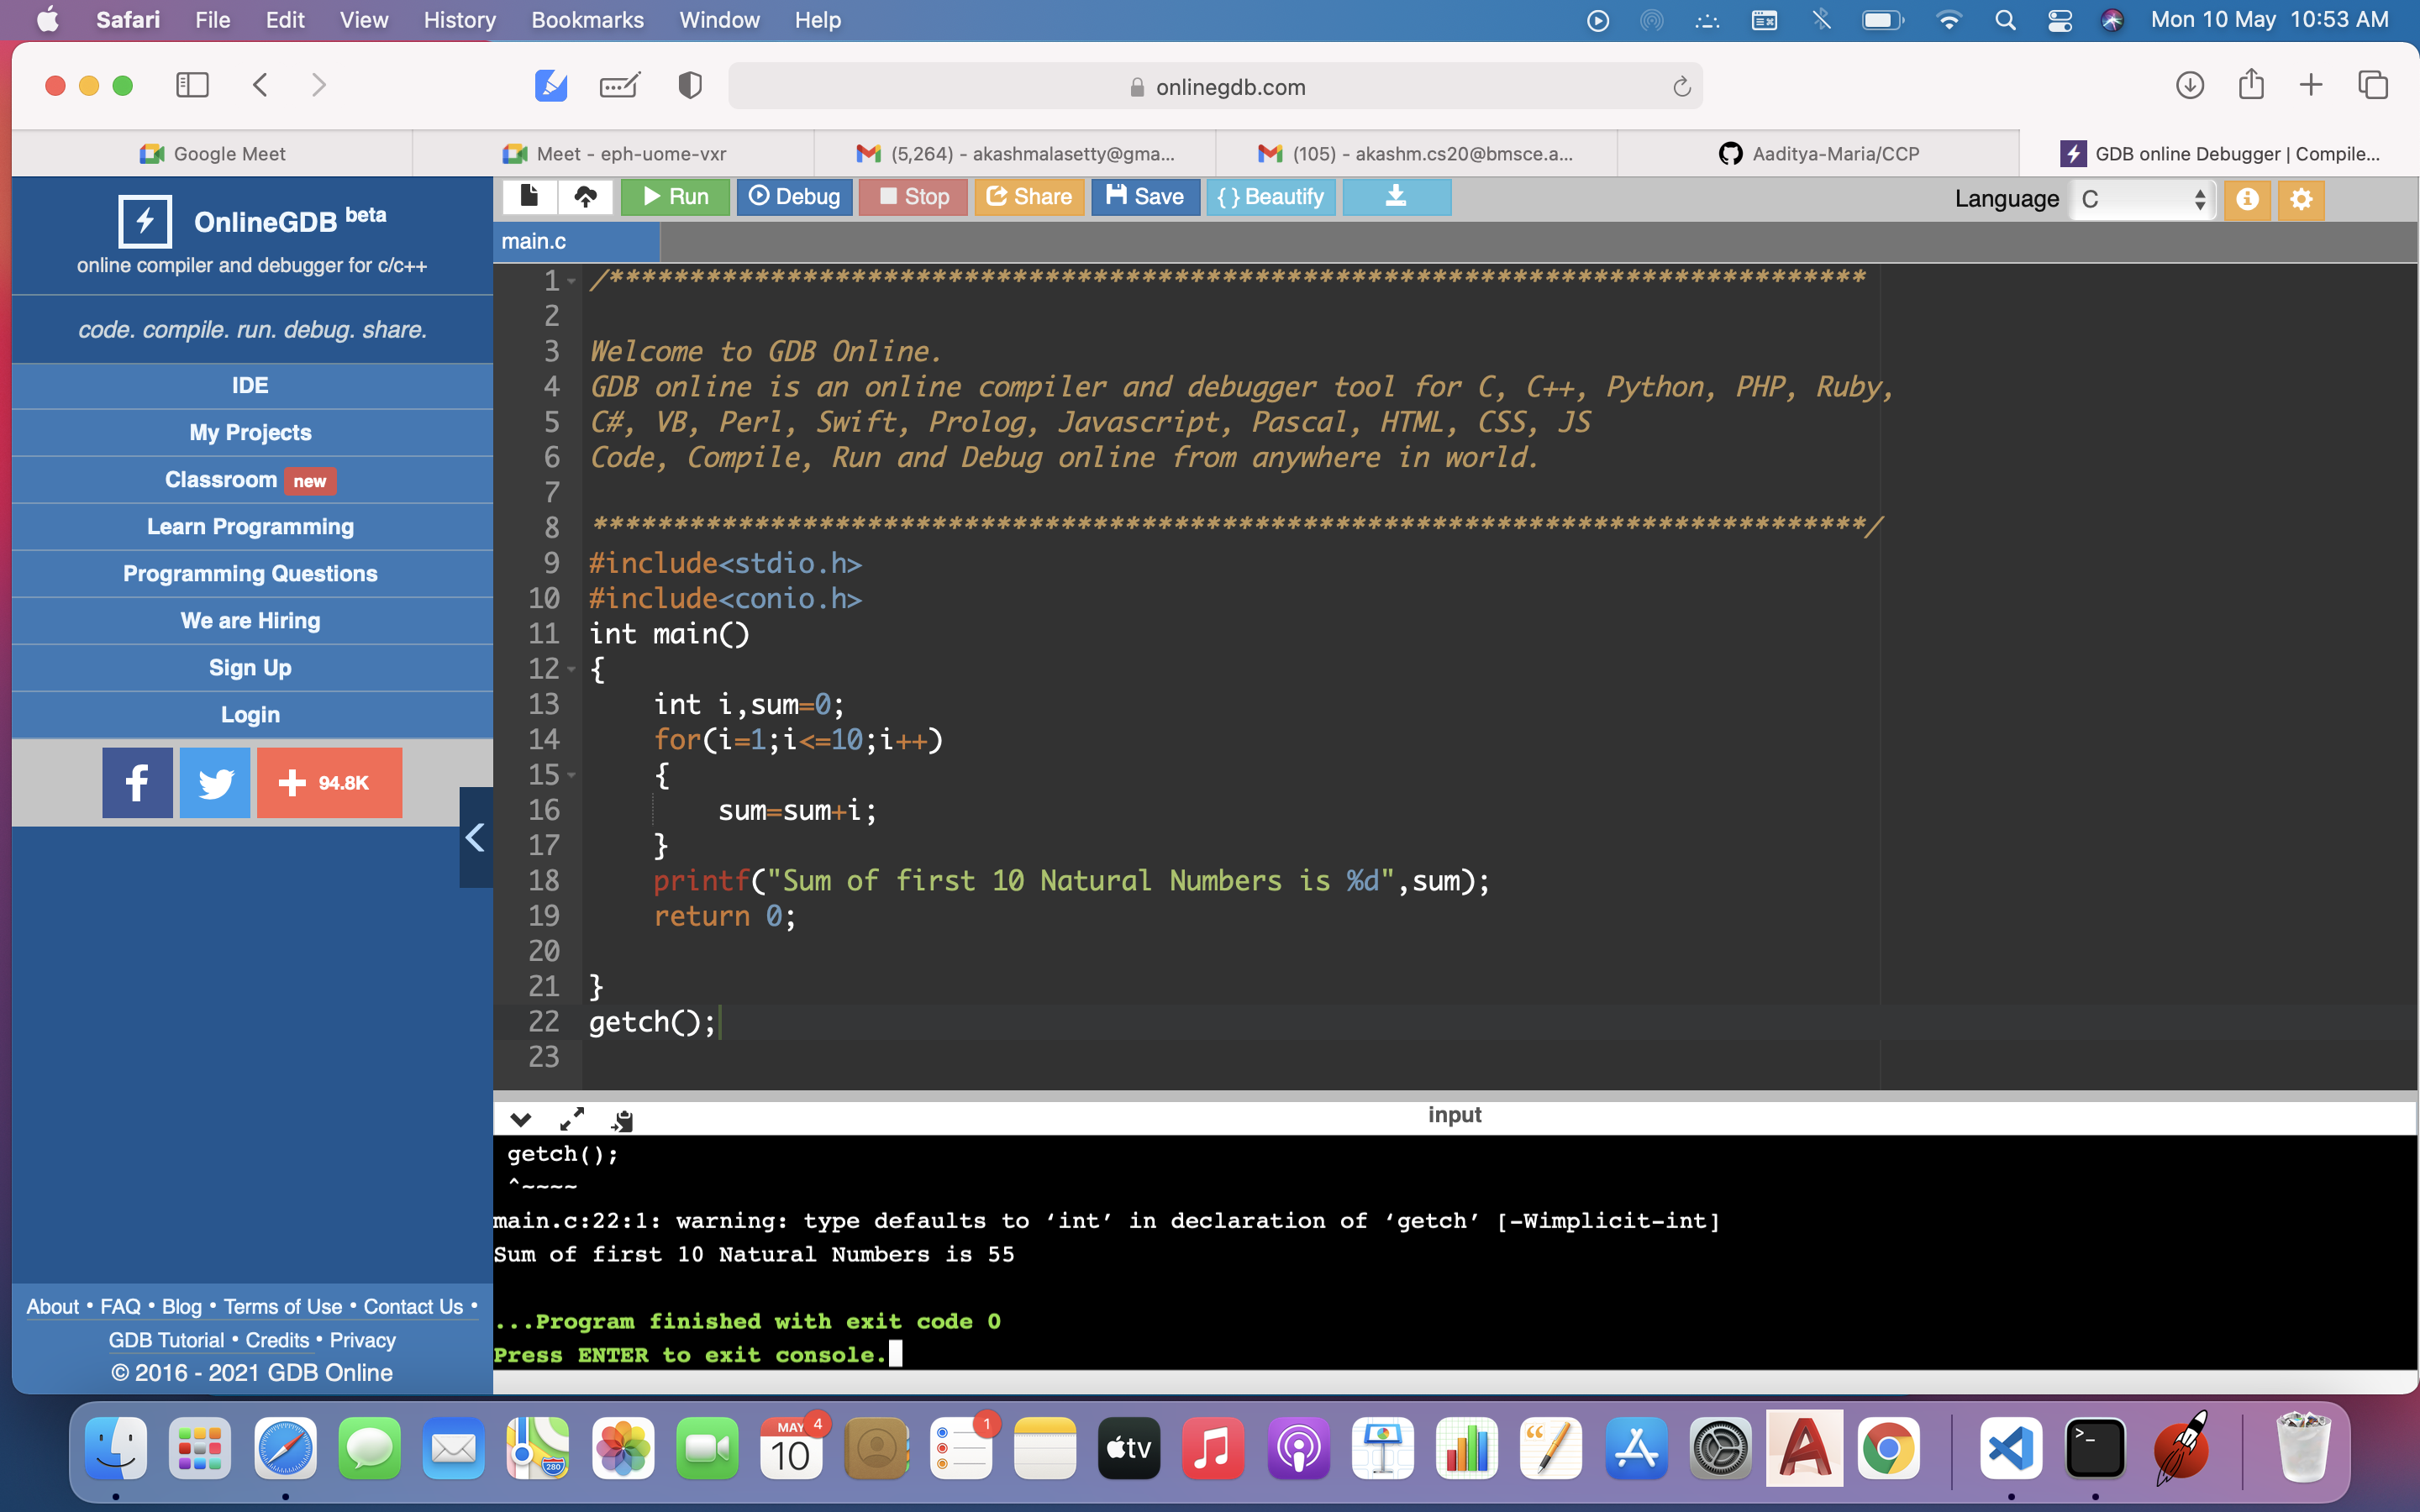 Safari File Edit View History Bookmarks Window Help Mon 10 May 10:53 AM
onlinegdb.com
Google Meet Meet - eph-uome-vxr (5,264) - akashmalasetty@gma... (105) - akashm.cs20@bmsce.a... Aaditya-Maria/CCP GDB online Debugger | Compile...
OnlineGDB beta
online compiler and debugger for c/c++
code. compile. run. debug. share.
IDE
My Projects
Classroom new
Learn Programming
Programming Questions
We are Hiring
Sign Up
Login
f + 94.8K
About • FAQ • Blog • Terms of Use • Contact Us •
GDB Tutorial • Credits • Privacy
© 2016 - 2021 GDB Online
Run Debug Stop Share Save {} Beautify Language C
main.c
1 /******************************************************************************
2
3 Welcome to GDB Online.
4 GDB online is an online compiler and debugger tool for C, C++, Python, PHP, Ruby,
5 C#, VB, Perl, Swift, Prolog, Javascript, Pascal, HTML, CSS, JS
6 Code, Compile, Run and Debug online from anywhere in world.
7
8 *******************************************************************************/
9 #include<stdio.h>
10 #include<conio.h>
11 int main()
12 {
13 int i,sum=0;
14 for(i=1;i<=10;i++)
15 {
16 sum=sum+i;
17 }
18 printf("Sum of first 10 Natural Numbers is %d",sum);
19 return 0;
20
21 }
22 getch();
23
input
getch();
^~~~~
main.c:22:1: warning: type defaults to ‘int’ in declaration of ‘getch’ [-Wimplicit-int]
Sum of first 10 Natural Numbers is 55
...Program finished with exit code 0
Press ENTER to exit console.
280 MAY 10 4 1 tv >_